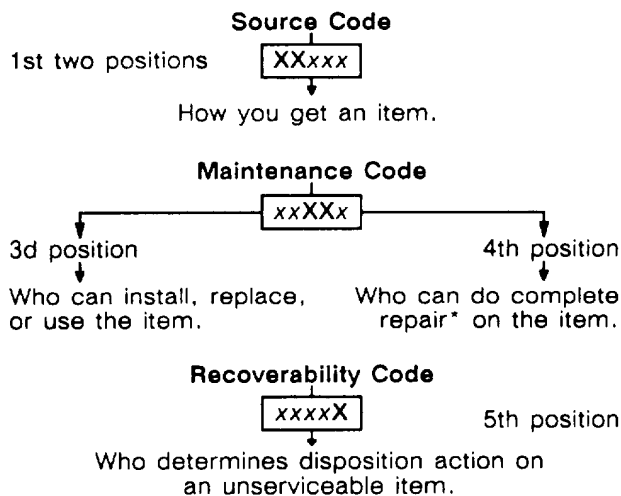 Source Code
1st two positions
XXxxx
How you get an item.
Maintenance Code
xxXXx
3d position
4th position
Who can install, replace,
or use the item.
Who can do complete
repair* on the item.
Recoverability Code
xxxxX
5th position
Who determines disposition action on
an unserviceable item.